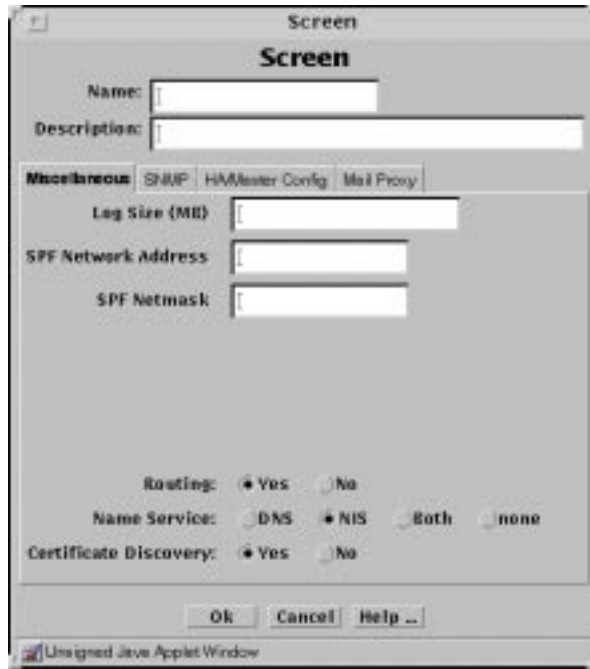 Screen
Screen
Name:
Description:
Miscellaneous SNMP HA/Master Config Mail Proxy
Log Size (MB)
SPF Network Address
SPF Netmask
Routing: Yes No
Name Service: DNS NIS Both none
Certificate Discovery: Yes No
Ok Cancel Help ...
Unsigned Java Applet Window